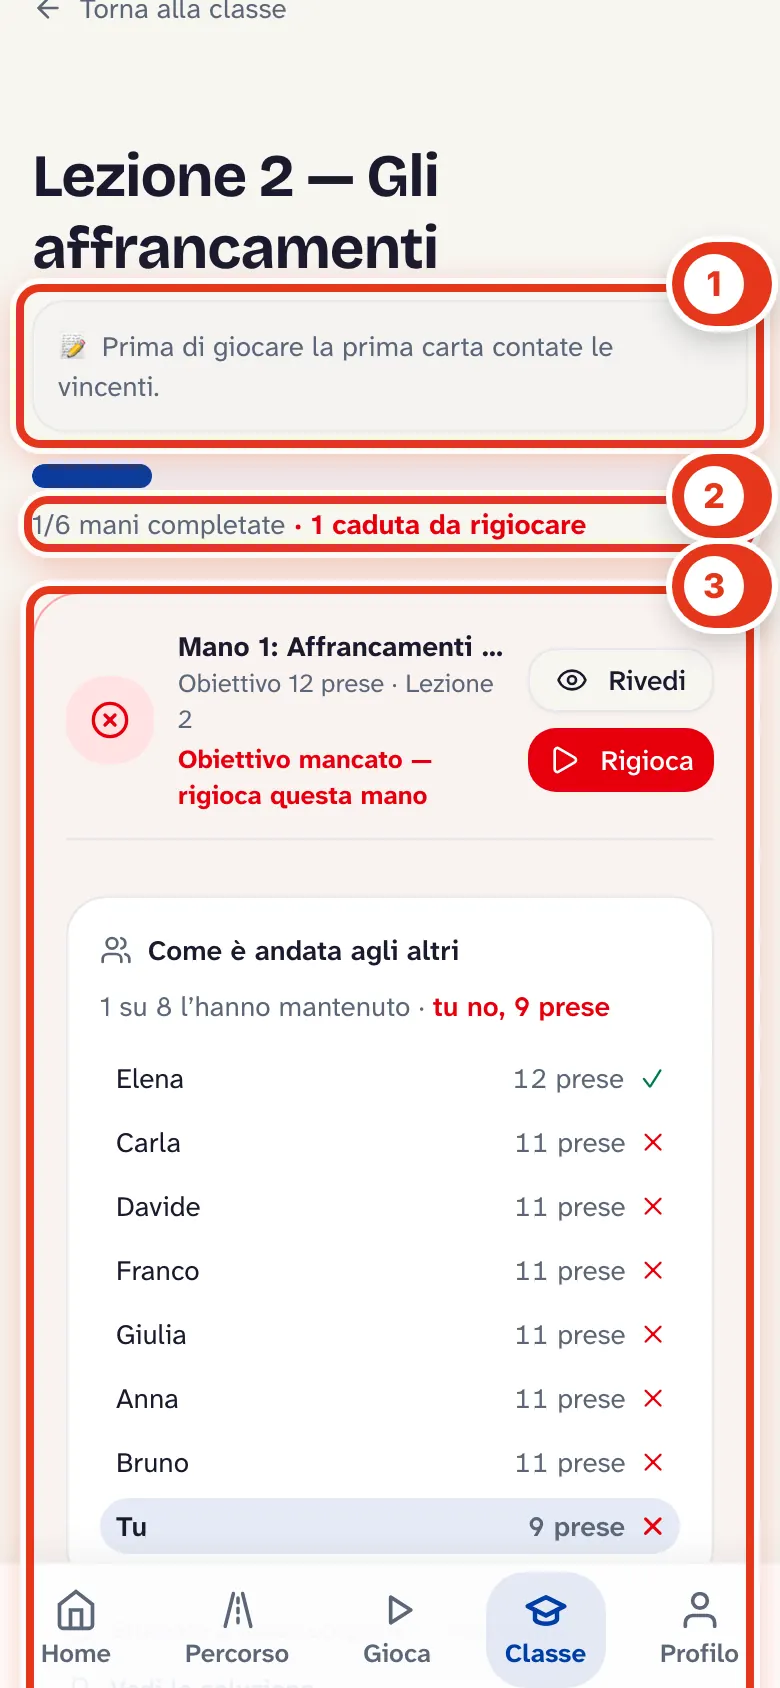 Torna alla classe
Lezione 2 — Gli
affrancamenti
1
📝 Prima di giocare la prima carta contate le
vincenti.
2
1/6 mani completate · 1 caduta da rigiocare
3
Mano 1: Affrancamenti ...
Obiettivo 12 prese · Lezione
2
Obiettivo mancato —
rigioca questa mano
Rivedi
Rigioca
Come è andata agli altri
1 su 8 l’hanno mantenuto · tu no, 9 prese
Elena 12 prese
Carla 11 prese
Davide 11 prese
Franco 11 prese
Giulia 11 prese
Anna 11 prese
Bruno 11 prese
Tu 9 prese
Home Percorso Gioca Classe Profilo
Vedi la soluzione